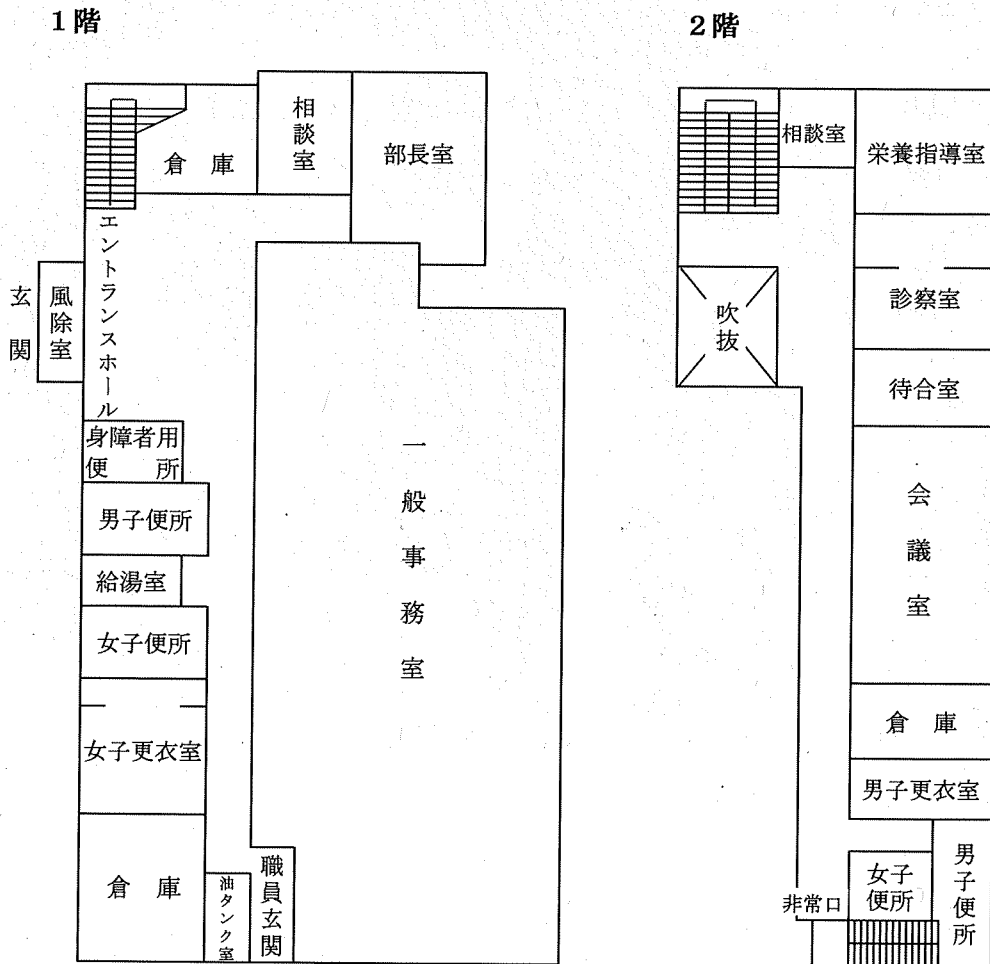 1階
倉 庫
相談室
部長室
エントランスホール
玄関
風除室
身障者用
便 所
男子便所
給湯室
女子便所
女子更衣室
倉 庫
油タンク室
職員玄関
一般事務室
2階
相談室
栄養指導室
吹抜
診察室
待合室
会議室
倉 庫
男子更衣室
女子
便所
男子便所
非常口